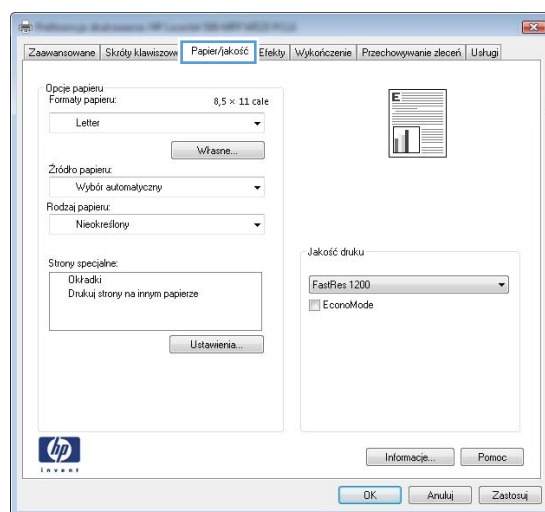 Zaawansowane Skróty klawiszowe Papier/jakość Efekty Wykończenie Przechowywanie zleceń Usługi
Opcje papieru
Formaty papieru: 8,5 × 11 cale
Letter
Własne...
Źródło papieru:
Wybór automatyczny
Rodzaj papieru:
Nieokreślony
Strony specjalne:
Okładki
Drukuj strony na innym papierze
Ustawienia...
E
Jakość druku
FastRes 1200
EconoMode
hp
invent
Informacje... Pomoc
OK Anuluj Zastosuj